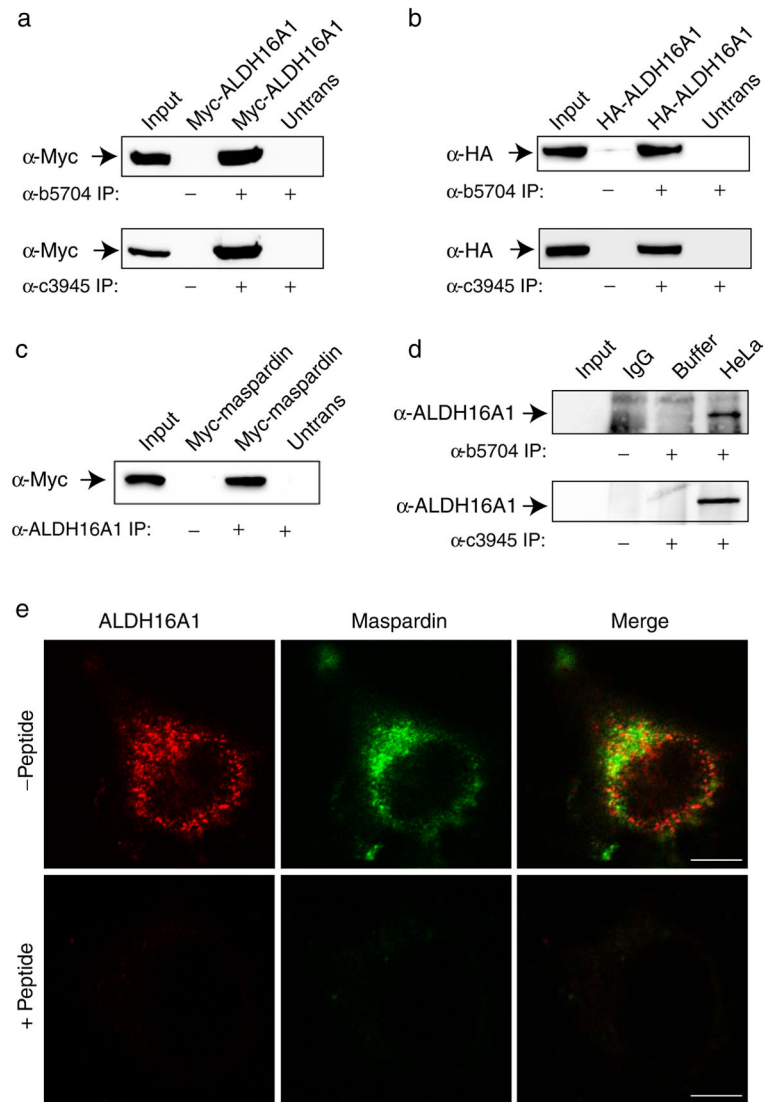 a
Input Myc-ALDH16A1 Myc-ALDH16A1 Untrans
α-Myc
α-b5704 IP: − + +
α-Myc
α-c3945 IP: − + +
b
Input HA-ALDH16A1 HA-ALDH16A1 Untrans
α-HA
α-b5704 IP: − + +
α-HA
α-c3945 IP: − + +
c
Input Myc-maspardin Myc-maspardin Untrans
α-Myc
α-ALDH16A1 IP: − + +
d
Input IgG Buffer HeLa
α-ALDH16A1
α-b5704 IP: − + +
α-ALDH16A1
α-c3945 IP: − + +
e
ALDH16A1 Maspardin Merge
−Peptide
+ Peptide